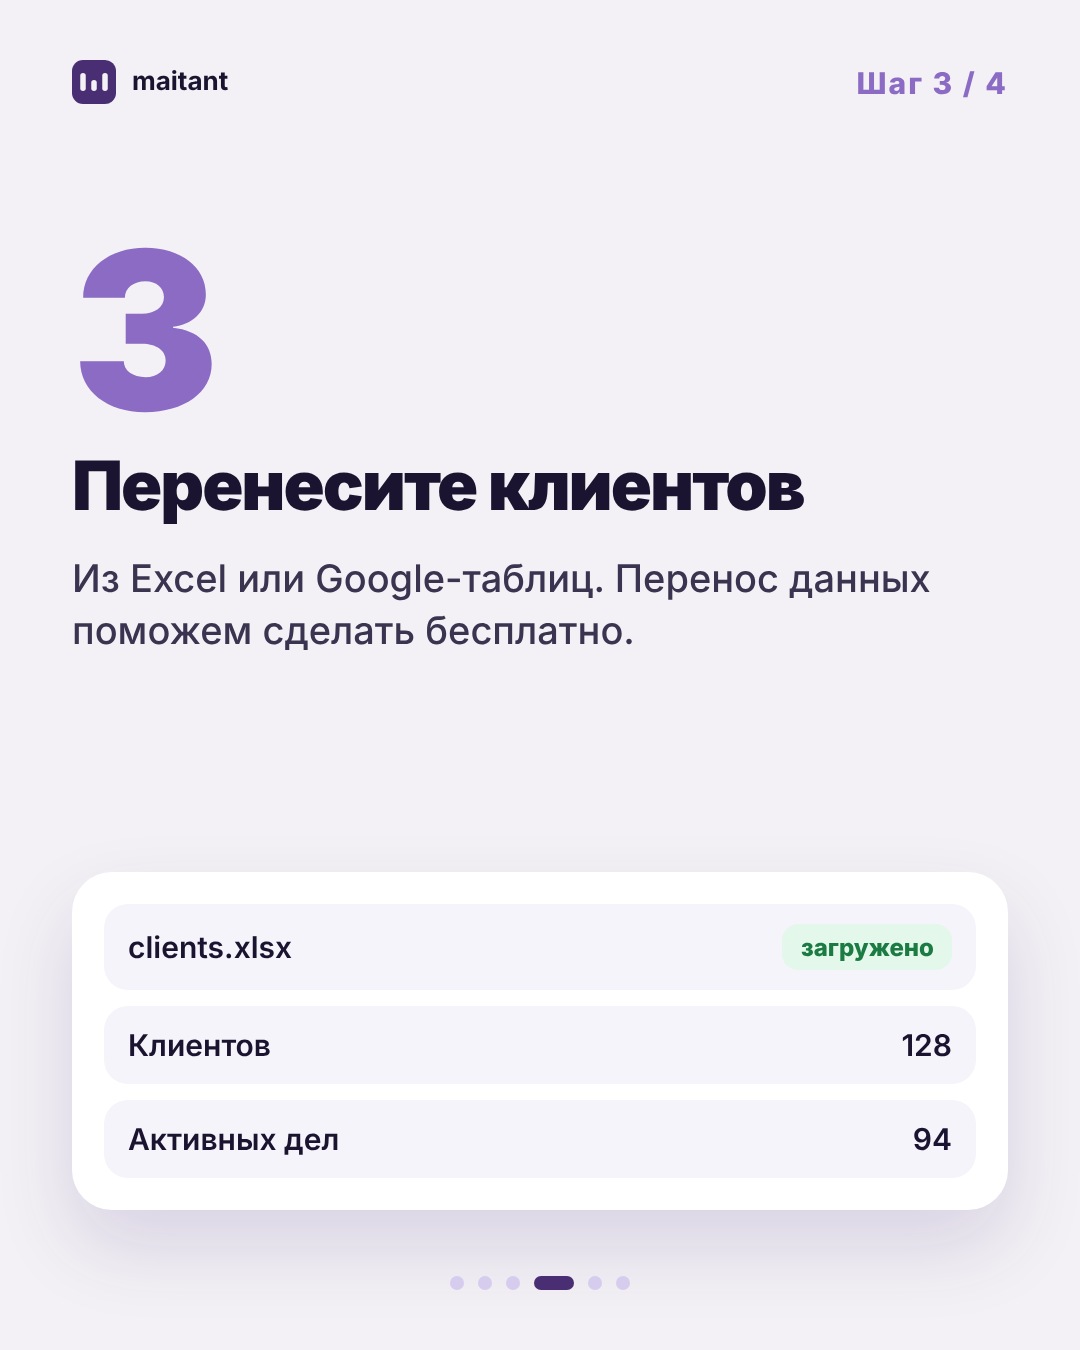 maitant
Шаг 3 / 4
3
Перенесите клиентов
Из Excel или Google-таблиц. Перенос данных
поможем сделать бесплатно.
clients.xlsx загружено
Клиентов 128
Активных дел 94